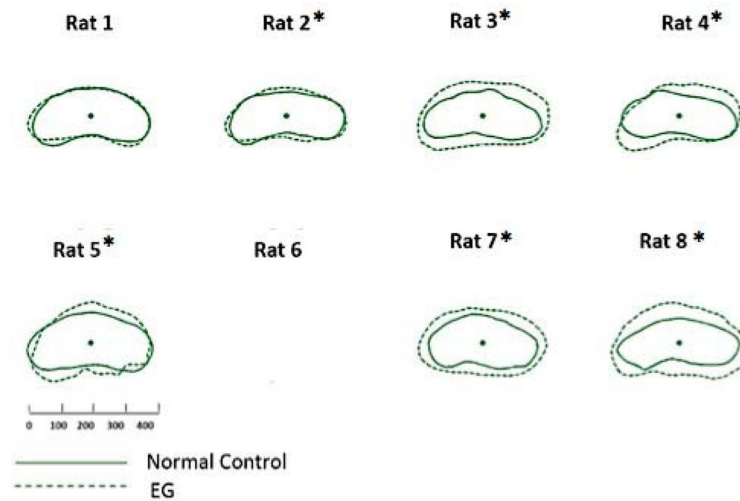 Rat 1 Rat 2* Rat 3* Rat 4*
Rat 5* Rat 6 Rat 7* Rat 8*
0 100 200 300 400
Normal Control
EG